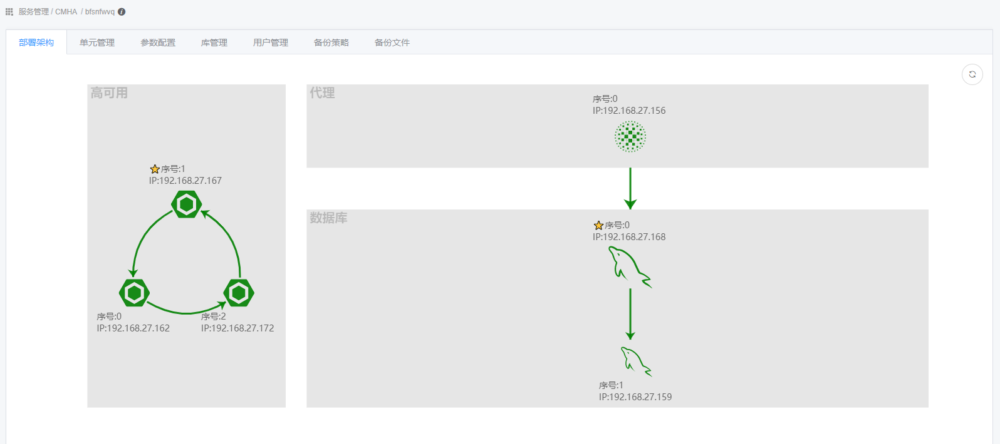 服务管理 / CMHA / bfsnfwvq
部署架构 单元管理 参数配置 库管理 用户管理 备份策略 备份文件
高可用
序号:1
IP:192.168.27.167
序号:0
IP:192.168.27.162
序号:2
IP:192.168.27.172
代理
序号:0
IP:192.168.27.156
数据库
序号:0
IP:192.168.27.168
序号:1
IP:192.168.27.159